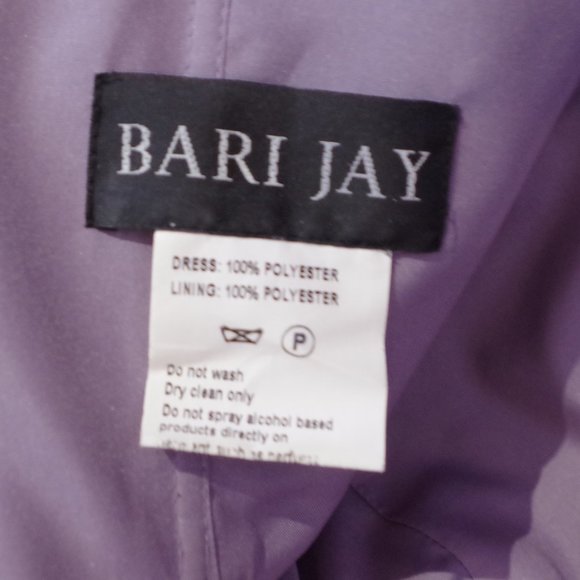 BARI JAY
DRESS: 100% POLYESTER
LINING: 100% POLYESTER
P
Do not wash
Dry clean only
Do not spray alcohol based
products directly on